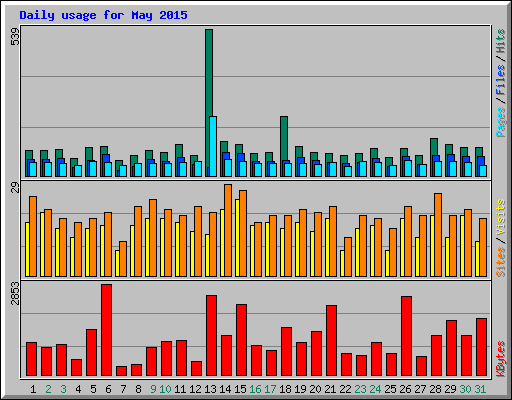 Daily usage for May 2015
539
Pages / Files / Hits
29
Sites / Visits
2853
KBytes
1 2 3 4 5 6 7 8 9 10 11 12 13 14 15 16 17 18 19 20 21 22 23 24 25 26 27 28 29 30 31